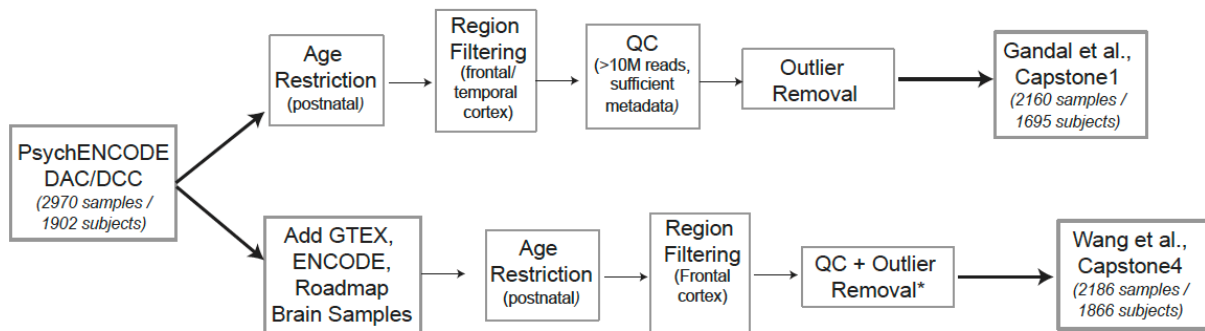 PsychENCODE
DAC/DCC
(2970 samples /
1902 subjects)
Age
Restriction
(postnatal)
Region
Filtering
(frontal/
temporal
cortex)
QC
(>10M reads,
sufficient
metadata)
Outlier
Removal
Gandal et al.,
Capstone1
(2160 samples /
1695 subjects)
Add GTEX,
ENCODE,
Roadmap
Brain Samples
Age
Restriction
(postnatal)
Region
Filtering
(Frontal
cortex)
QC + Outlier
Removal*
Wang et al.,
Capstone4
(2186 samples /
1866 subjects)